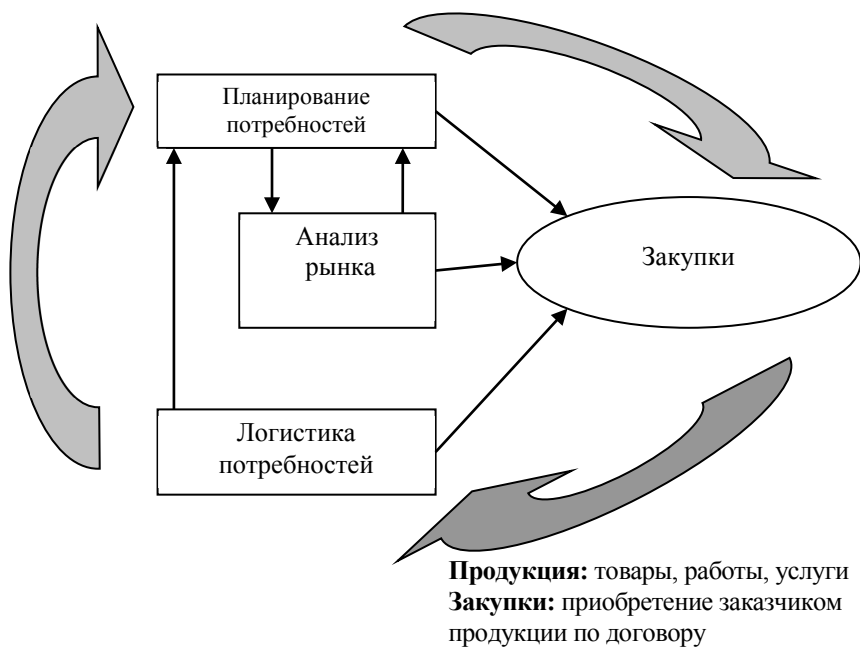 Планирование
потребностей
Анализ
рынка
Закупки
Логистика
потребностей
Продукция: товары, работы, услуги
Закупки: приобретение заказчиком
продукции по договору